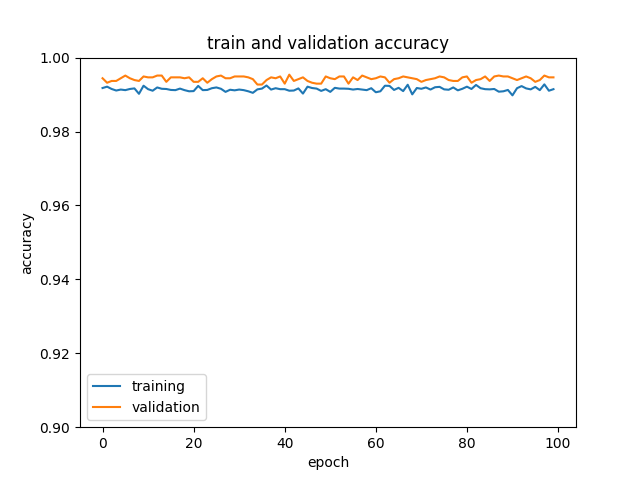 train and validation accuracy
1.00
0.98
0.96
0.94
0.92
0.90
accuracy
training
validation
0 20 40 60 80 100
epoch